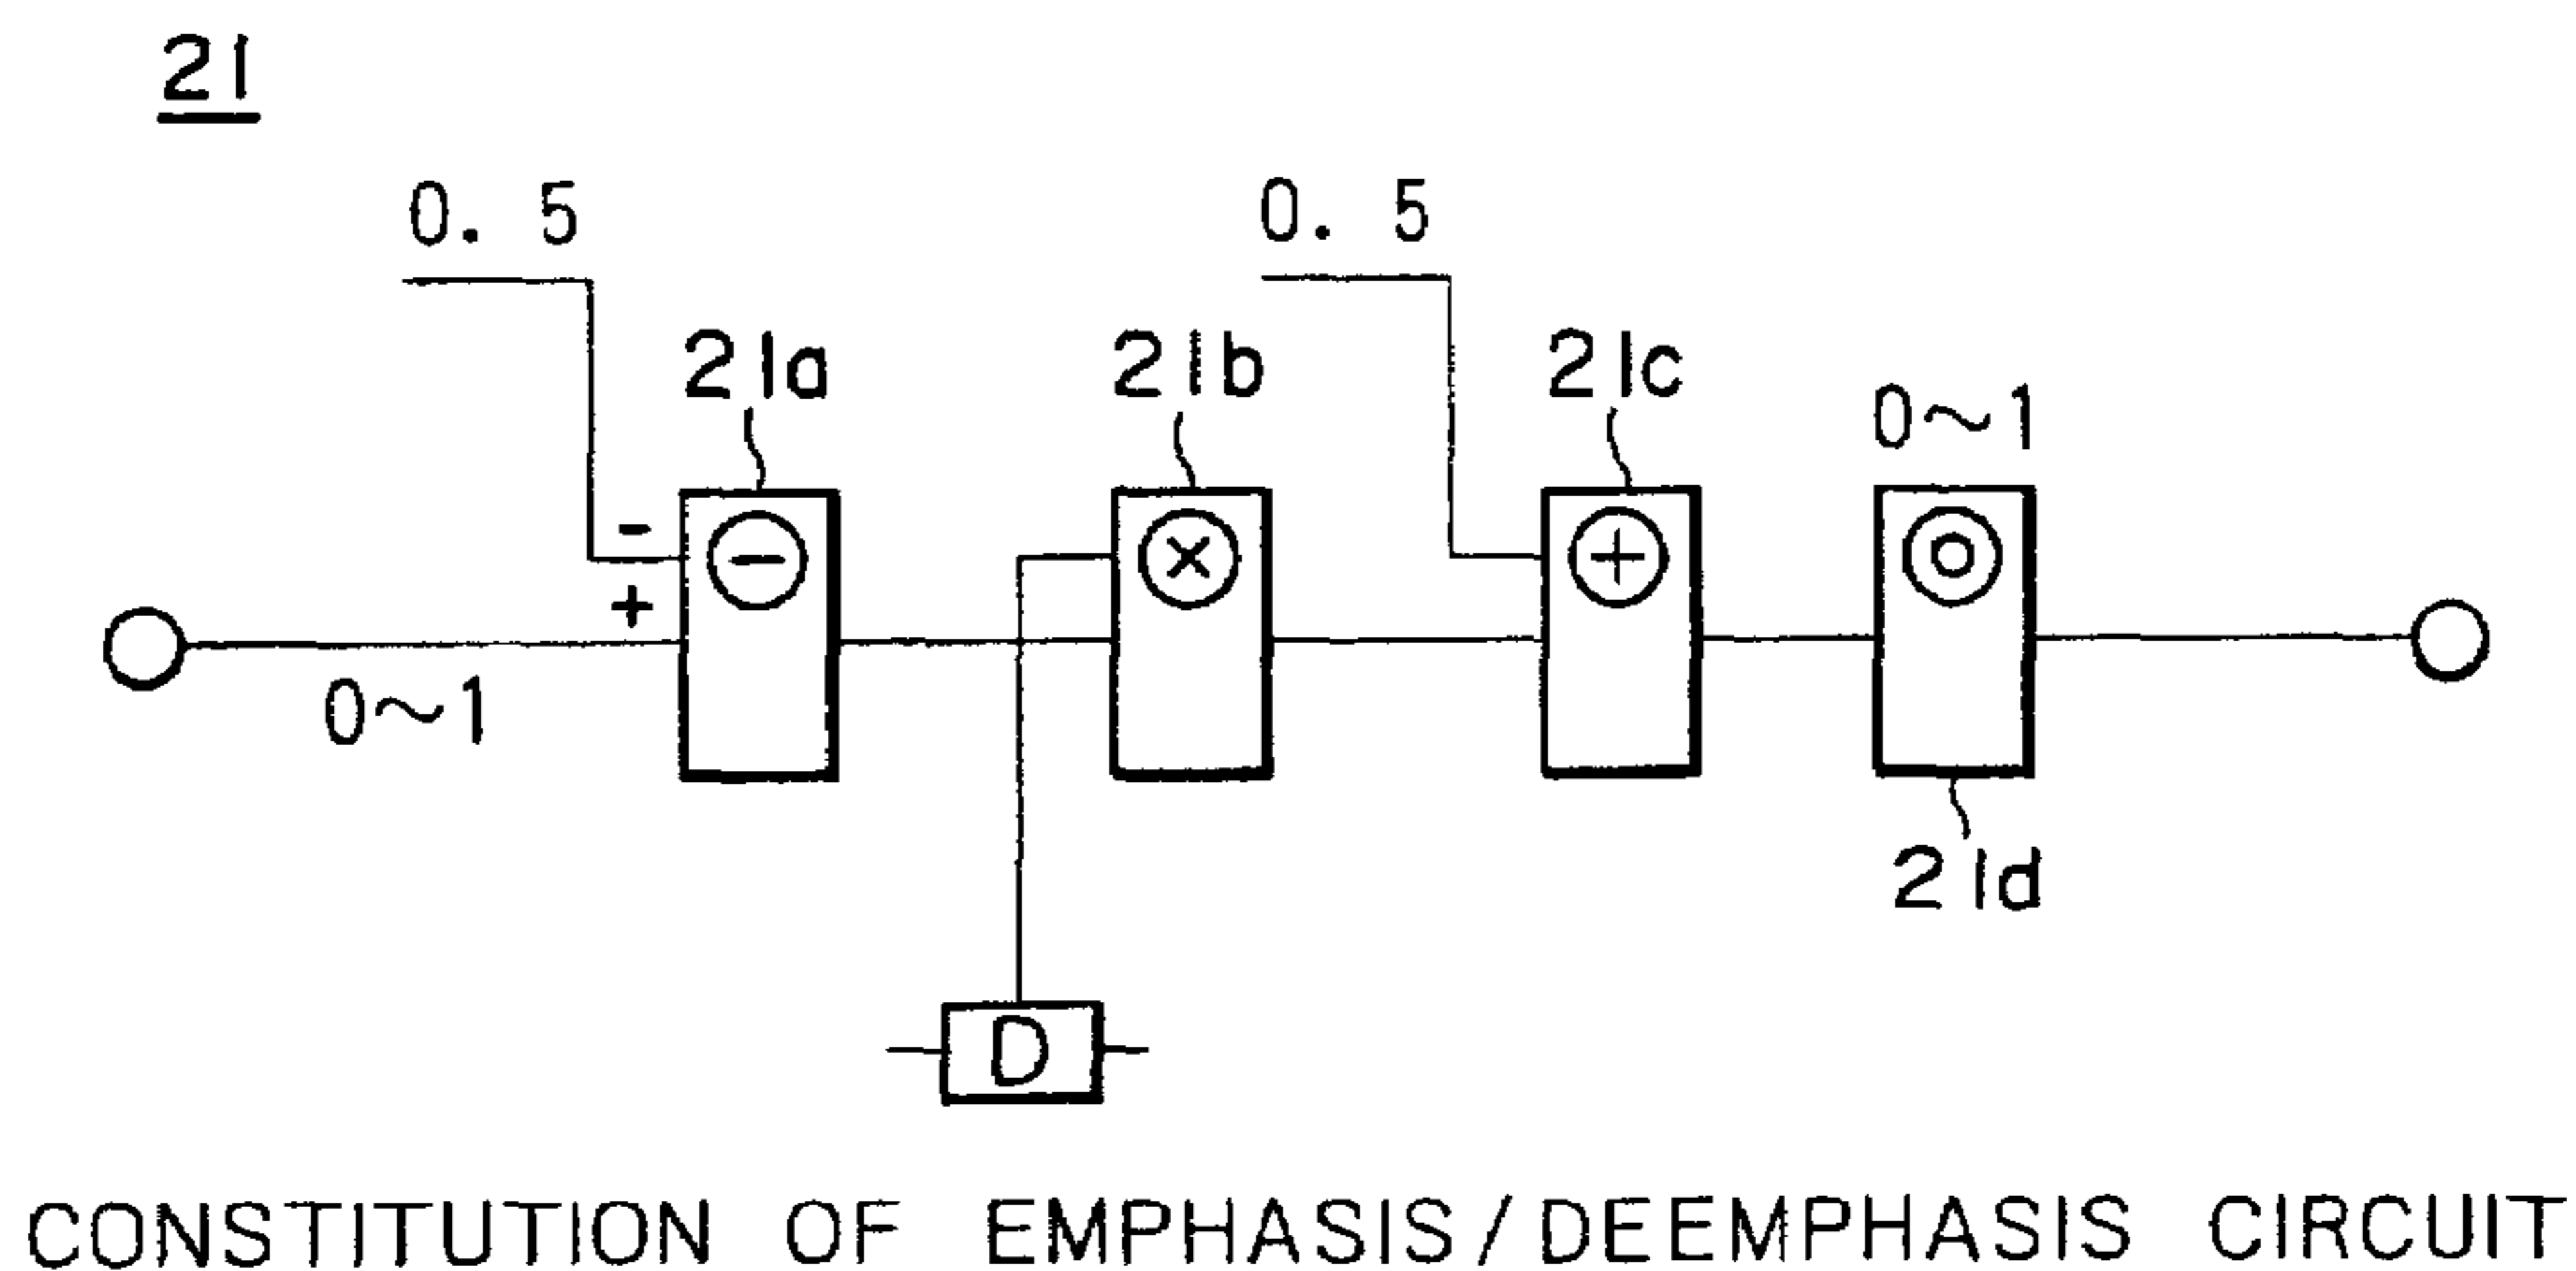 21
0. 5
0. 5
21a
21b
21c
0~1
-
+
0~1
21d
D
CONSTITUTION OF EMPHASIS/DEEMPHASIS CIRCUIT